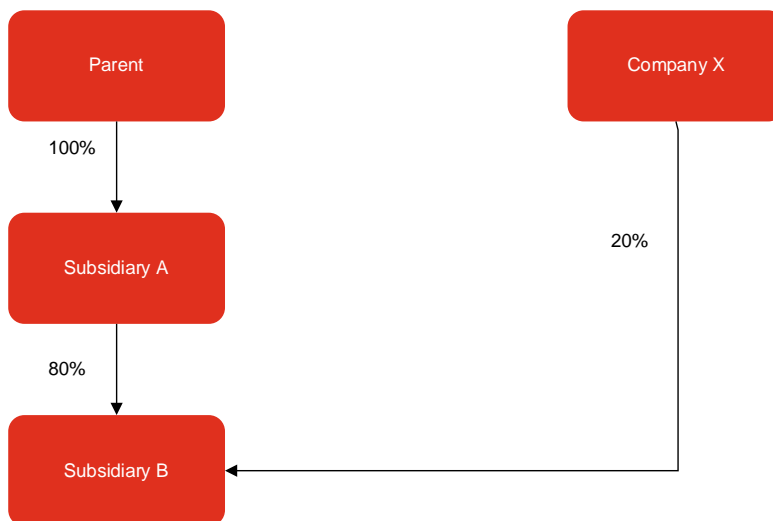 Parent
Company X
100%
20%
Subsidiary A
80%
Subsidiary B